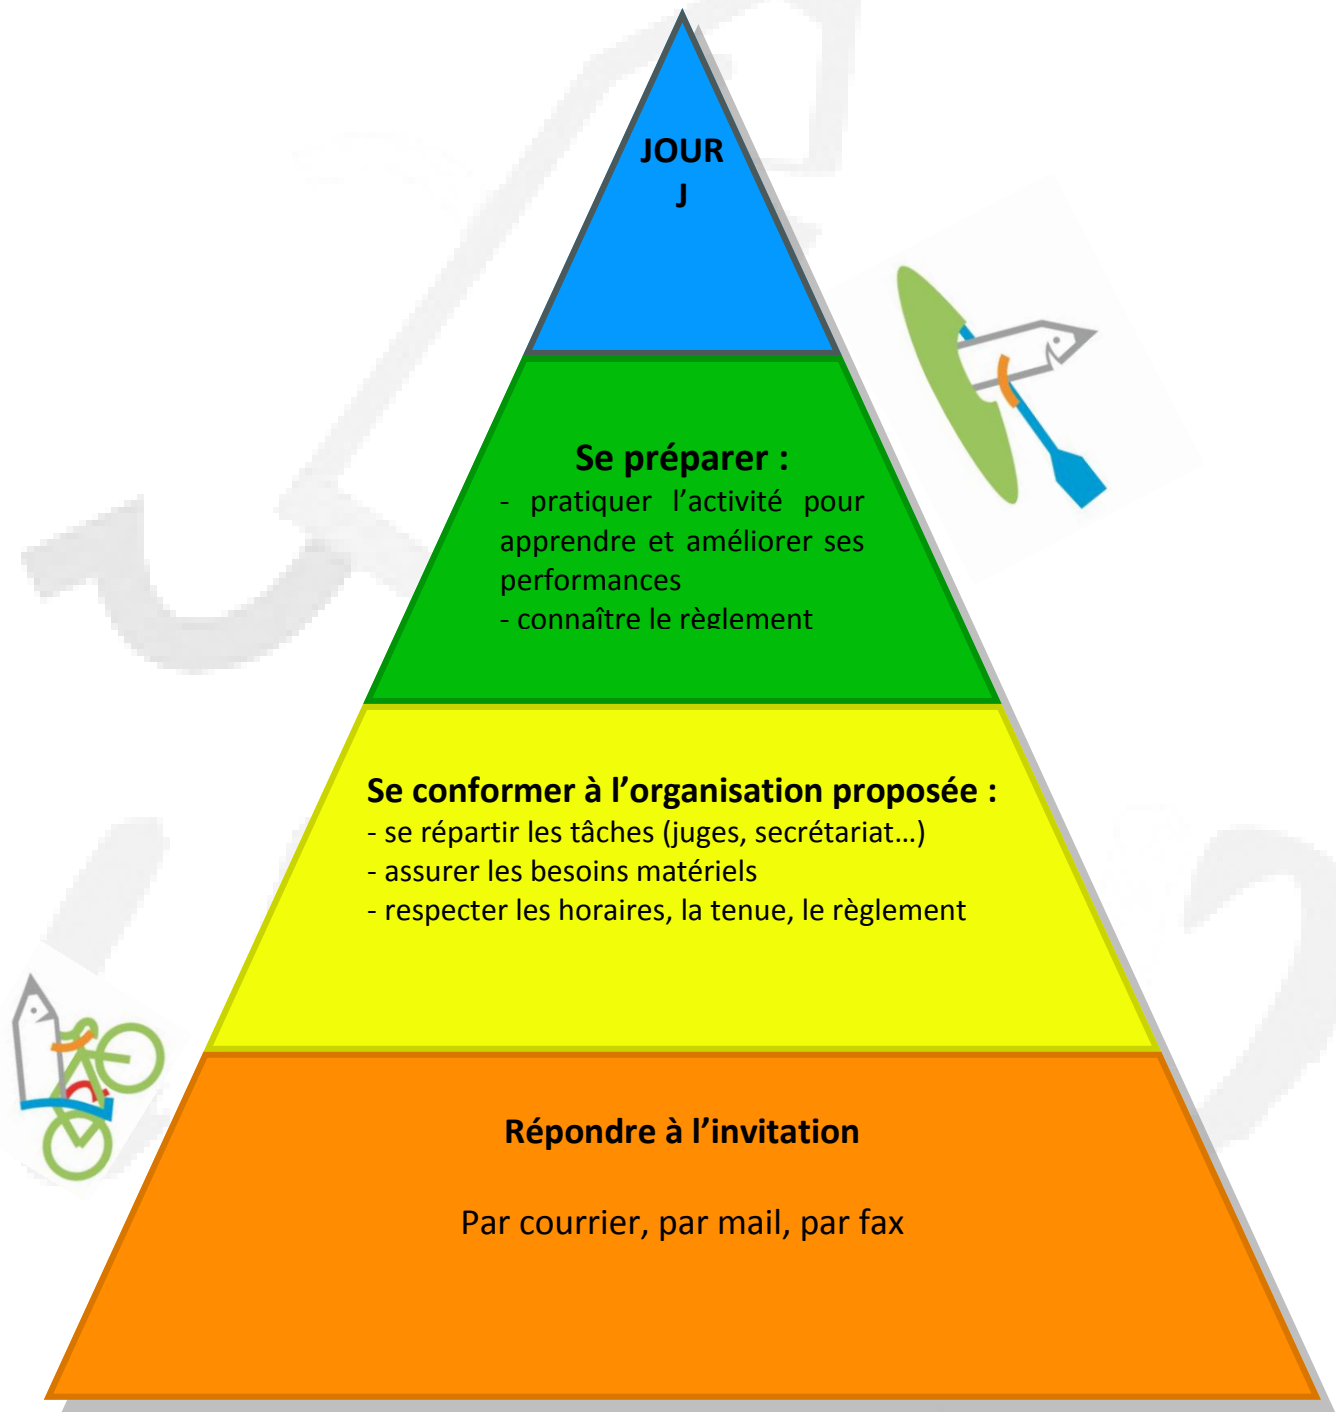 JOUR
J
Se préparer :
- pratiquer l’activité pour
apprendre et améliorer ses
performances
- connaître le règlement
Se conformer à l’organisation proposée :
- se répartir les tâches (juges, secrétariat…)
- assurer les besoins matériels
- respecter les horaires, la tenue, le règlement
Répondre à l’invitation
Par courrier, par mail, par fax